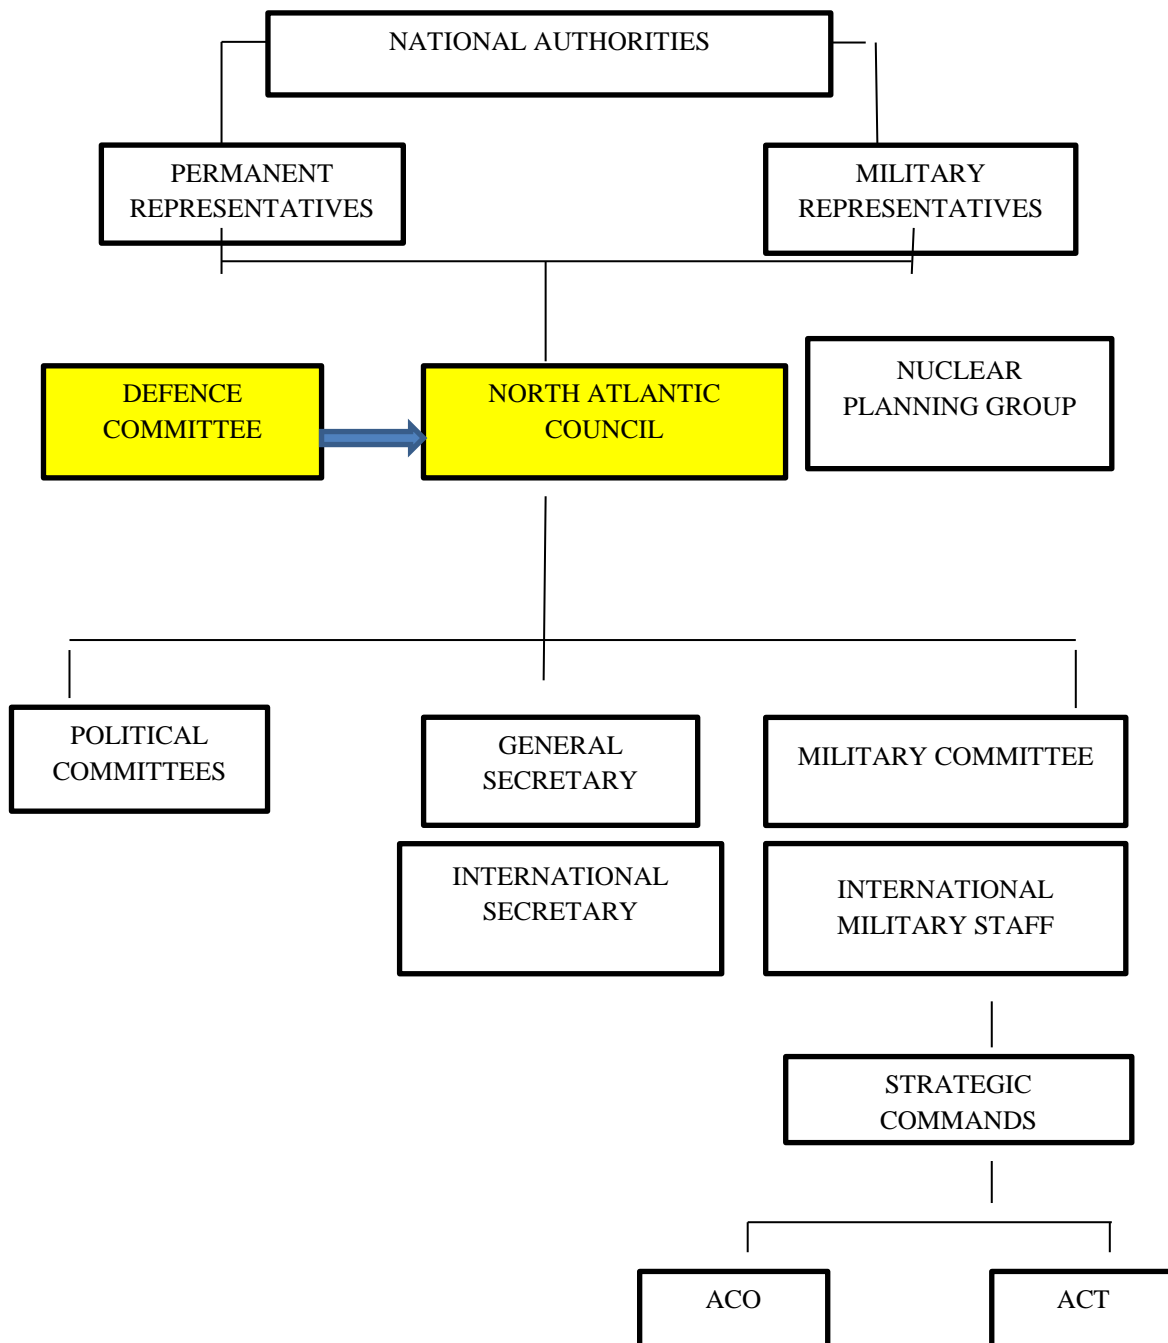 NATIONAL AUTHORITIES
PERMANENT
REPRESENTATIVES
MILITARY
REPRESENTATIVES
DEFENCE
COMMITTEE
NORTH ATLANTIC
COUNCIL
NUCLEAR
PLANNING GROUP
POLITICAL
COMMITTEES
GENERAL
SECRETARY
MILITARY COMMITTEE
INTERNATIONAL
SECRETARY
INTERNATIONAL
MILITARY STAFF
STRATEGIC
COMMANDS
ACO
ACT